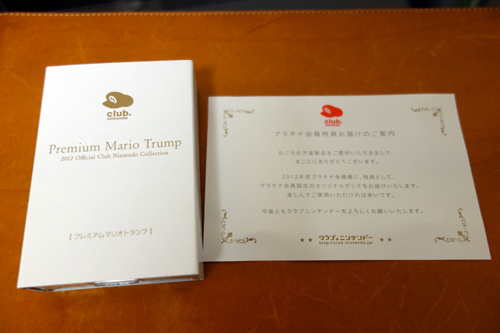 club.
nintendo
Premium Mario Trump
2012 Official Club Nintendo Collection
[プレミアムマリオトランプ]
club.
nintendo
プラチナ会員特典お届けのご案内
日ごろ任天堂製品をご愛好いただきまして、
まことにありがとうございます。
2012年度プラチナ会員様に、特典として、
プラチナ会員限定のオリジナルグッズをお届けいたします。
楽しんでご使用いただければ幸いです。
今後ともクラブニンテンドーをよろしくお願いいたします。
クラブニンテンドー
http://club.nintendo.jp/